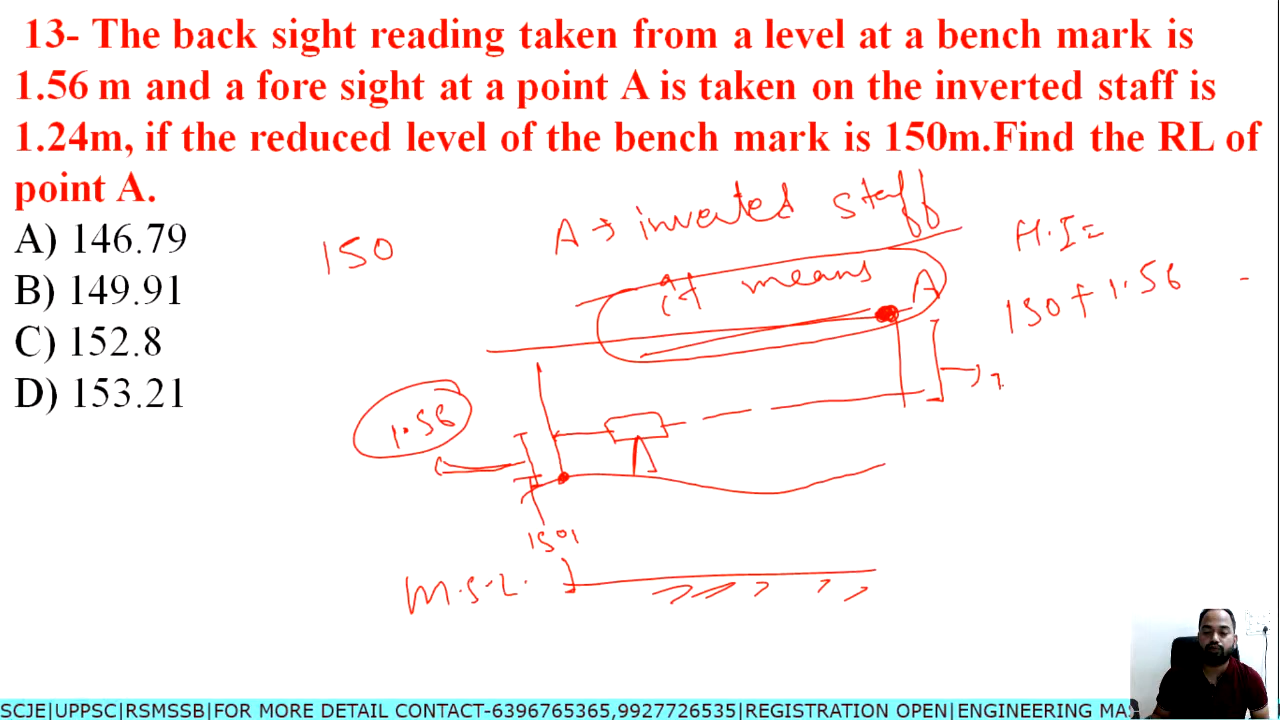 13- The back sight reading taken from a level at a bench mark is
1.56 m and a fore sight at a point A is taken on the inverted staff is
1.24m, if the reduced level of the bench mark is 150m.Find the RL of
point A.
A) 146.79
B) 149.91
C) 152.8
D) 153.21
150
A → inverted staff
it means
A
H.I =
150 + 1.56
1.56
M.S.L.
SCJE|UPPSC|RSMSSB|FOR MORE DETAIL CONTACT-6396765365,9927726535|REGISTRATION OPEN|ENGINEERING MA